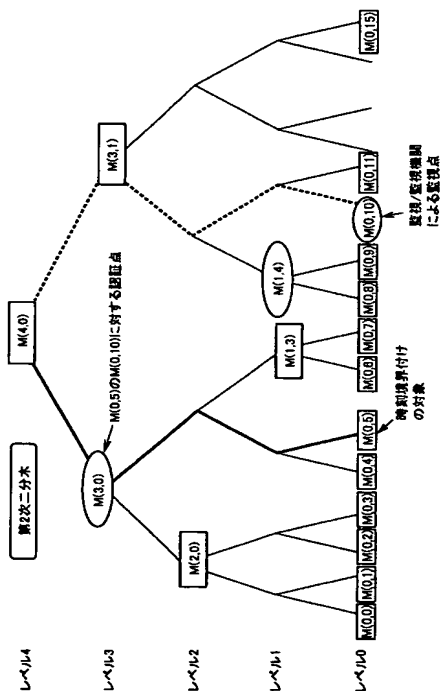 第2次二分木
レベル4
レベル3
レベル2
レベル1
レベル0
M(4,0)
M(3,0)
M(3,1)
M(0,5)のM(0,10)に対する認証点
M(2,0)
M(1,3)
M(1,4)
M(0,0)
M(0,1)
M(0,2)
M(0,3)
M(0,4)
M(0,5)
M(0,6)
M(0,7)
M(0,8)
M(0,9)
M(0,10)
M(0,11)
M(0,15)
時刻境界付け
の対象
監視/監視機関
による監視点